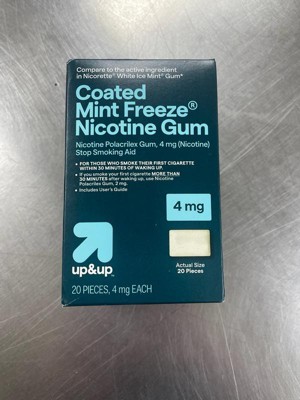 Compare to the active ingredient
in Nicorette® White Ice Mint® Gum*
Coated
Mint Freeze®
Nicotine Gum
Nicotine Polacrilex Gum, 4 mg (Nicotine)
Stop Smoking Aid
• FOR THOSE WHO SMOKE THEIR FIRST CIGARETTE
WITHIN 30 MINUTES OF WAKING UP.
• If you smoke your first cigarette MORE THAN
30 MINUTES after waking up, use Nicotine
Polacrilex Gum, 2 mg.
• Includes User's Guide
4 mg
up&up™
Actual Size
20 Pieces
20 PIECES, 4 mg EACH